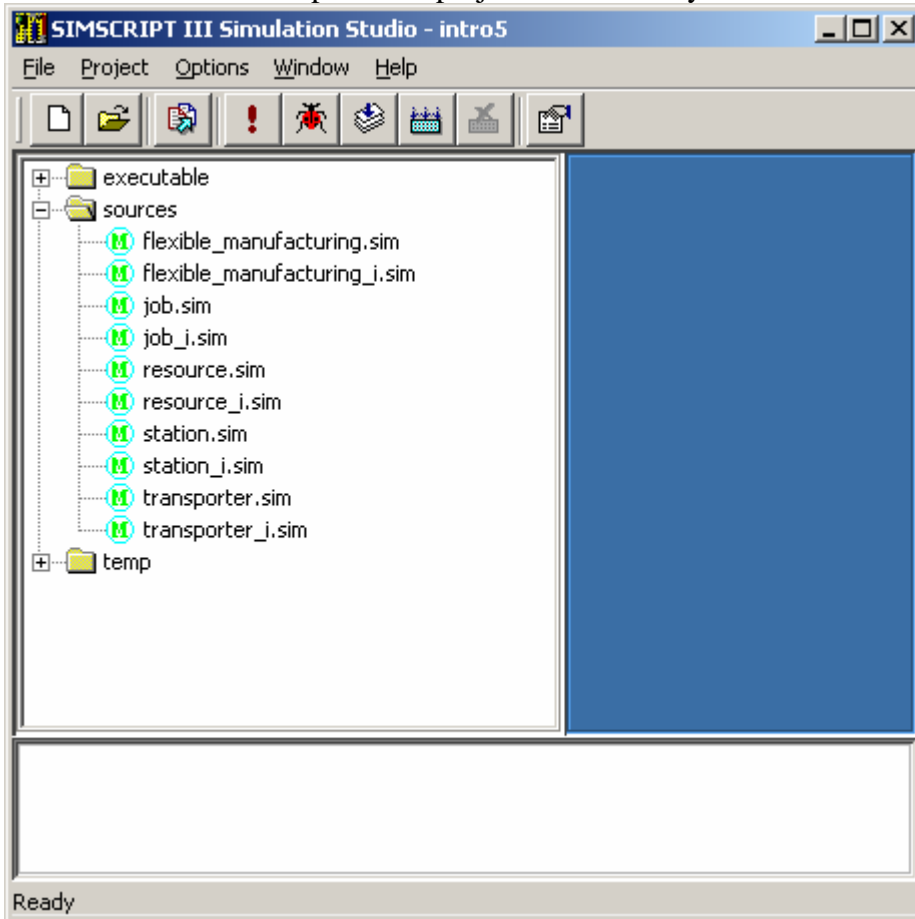 SIMSCRIPT III Simulation Studio - intro5
File Project Options Window Help
executable
sources
M flexible_manufacturing.sim
M flexible_manufacturing_i.sim
M job.sim
M job_i.sim
M resource.sim
M resource_i.sim
M station.sim
M station_i.sim
M transporter.sim
M transporter_i.sim
temp
Ready